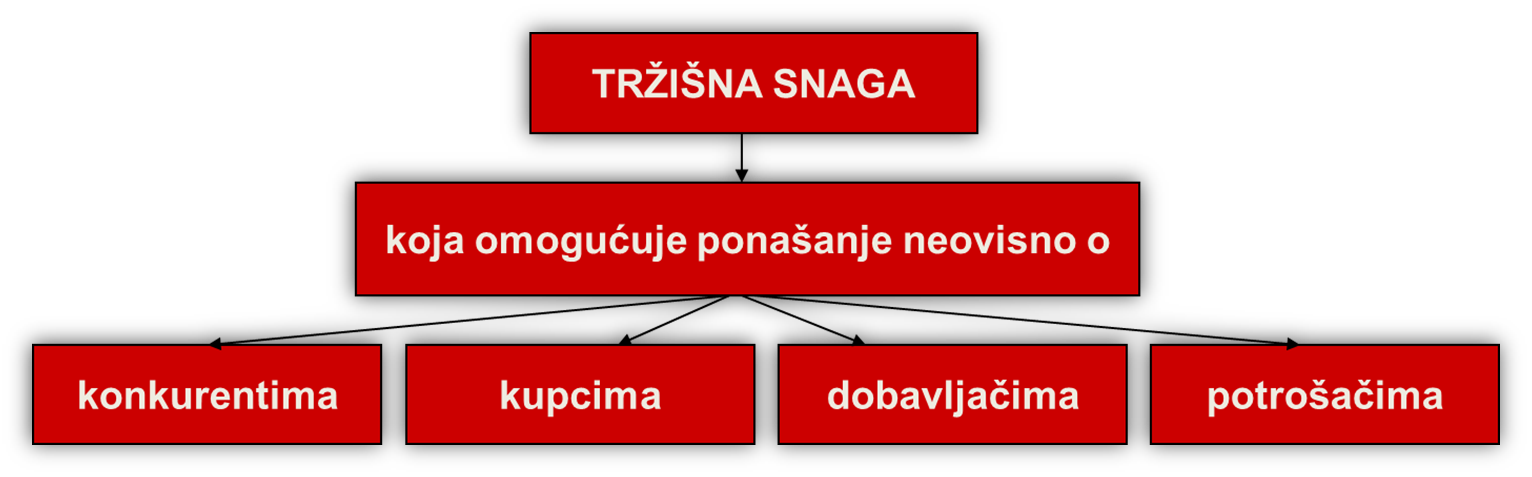 TRŽIŠNA SNAGA
koja omogućuje ponašanje neovisno o
konkurentima
kupcima
dobavljačima
potrošačima